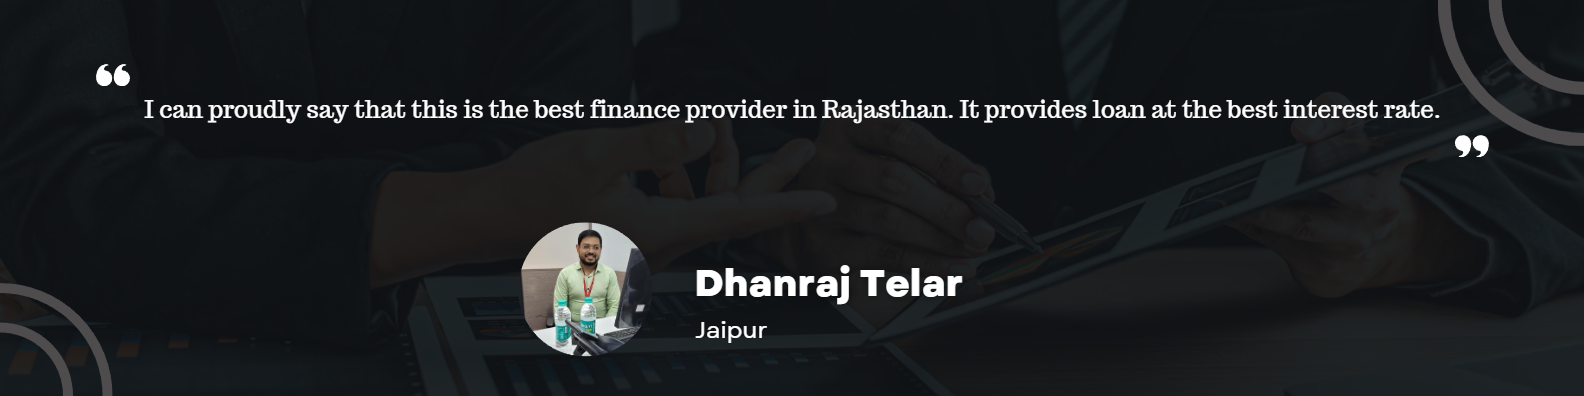 “
I can proudly say that this is the best finance provider in Rajasthan. It provides loan at the best interest rate.
”
Dhanraj Telar
Jaipur